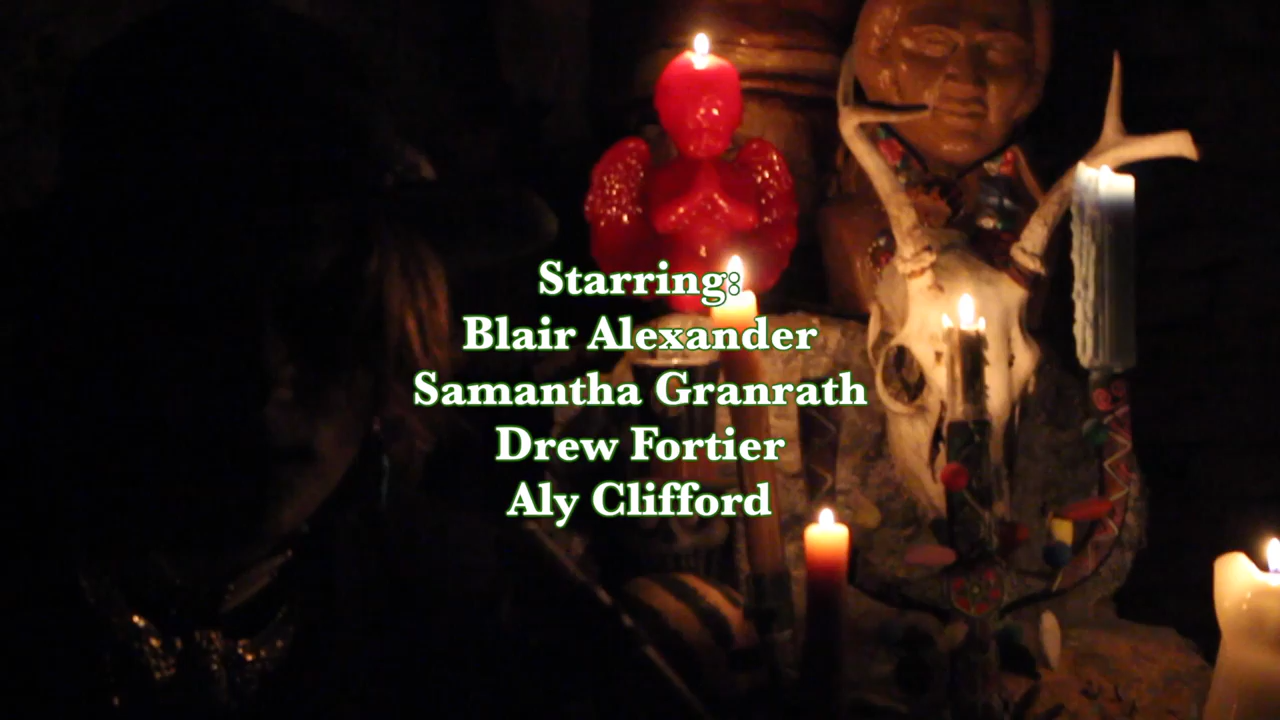 Starring:
Blair Alexander
Samantha Granrath
Drew Fortier
Aly Clifford